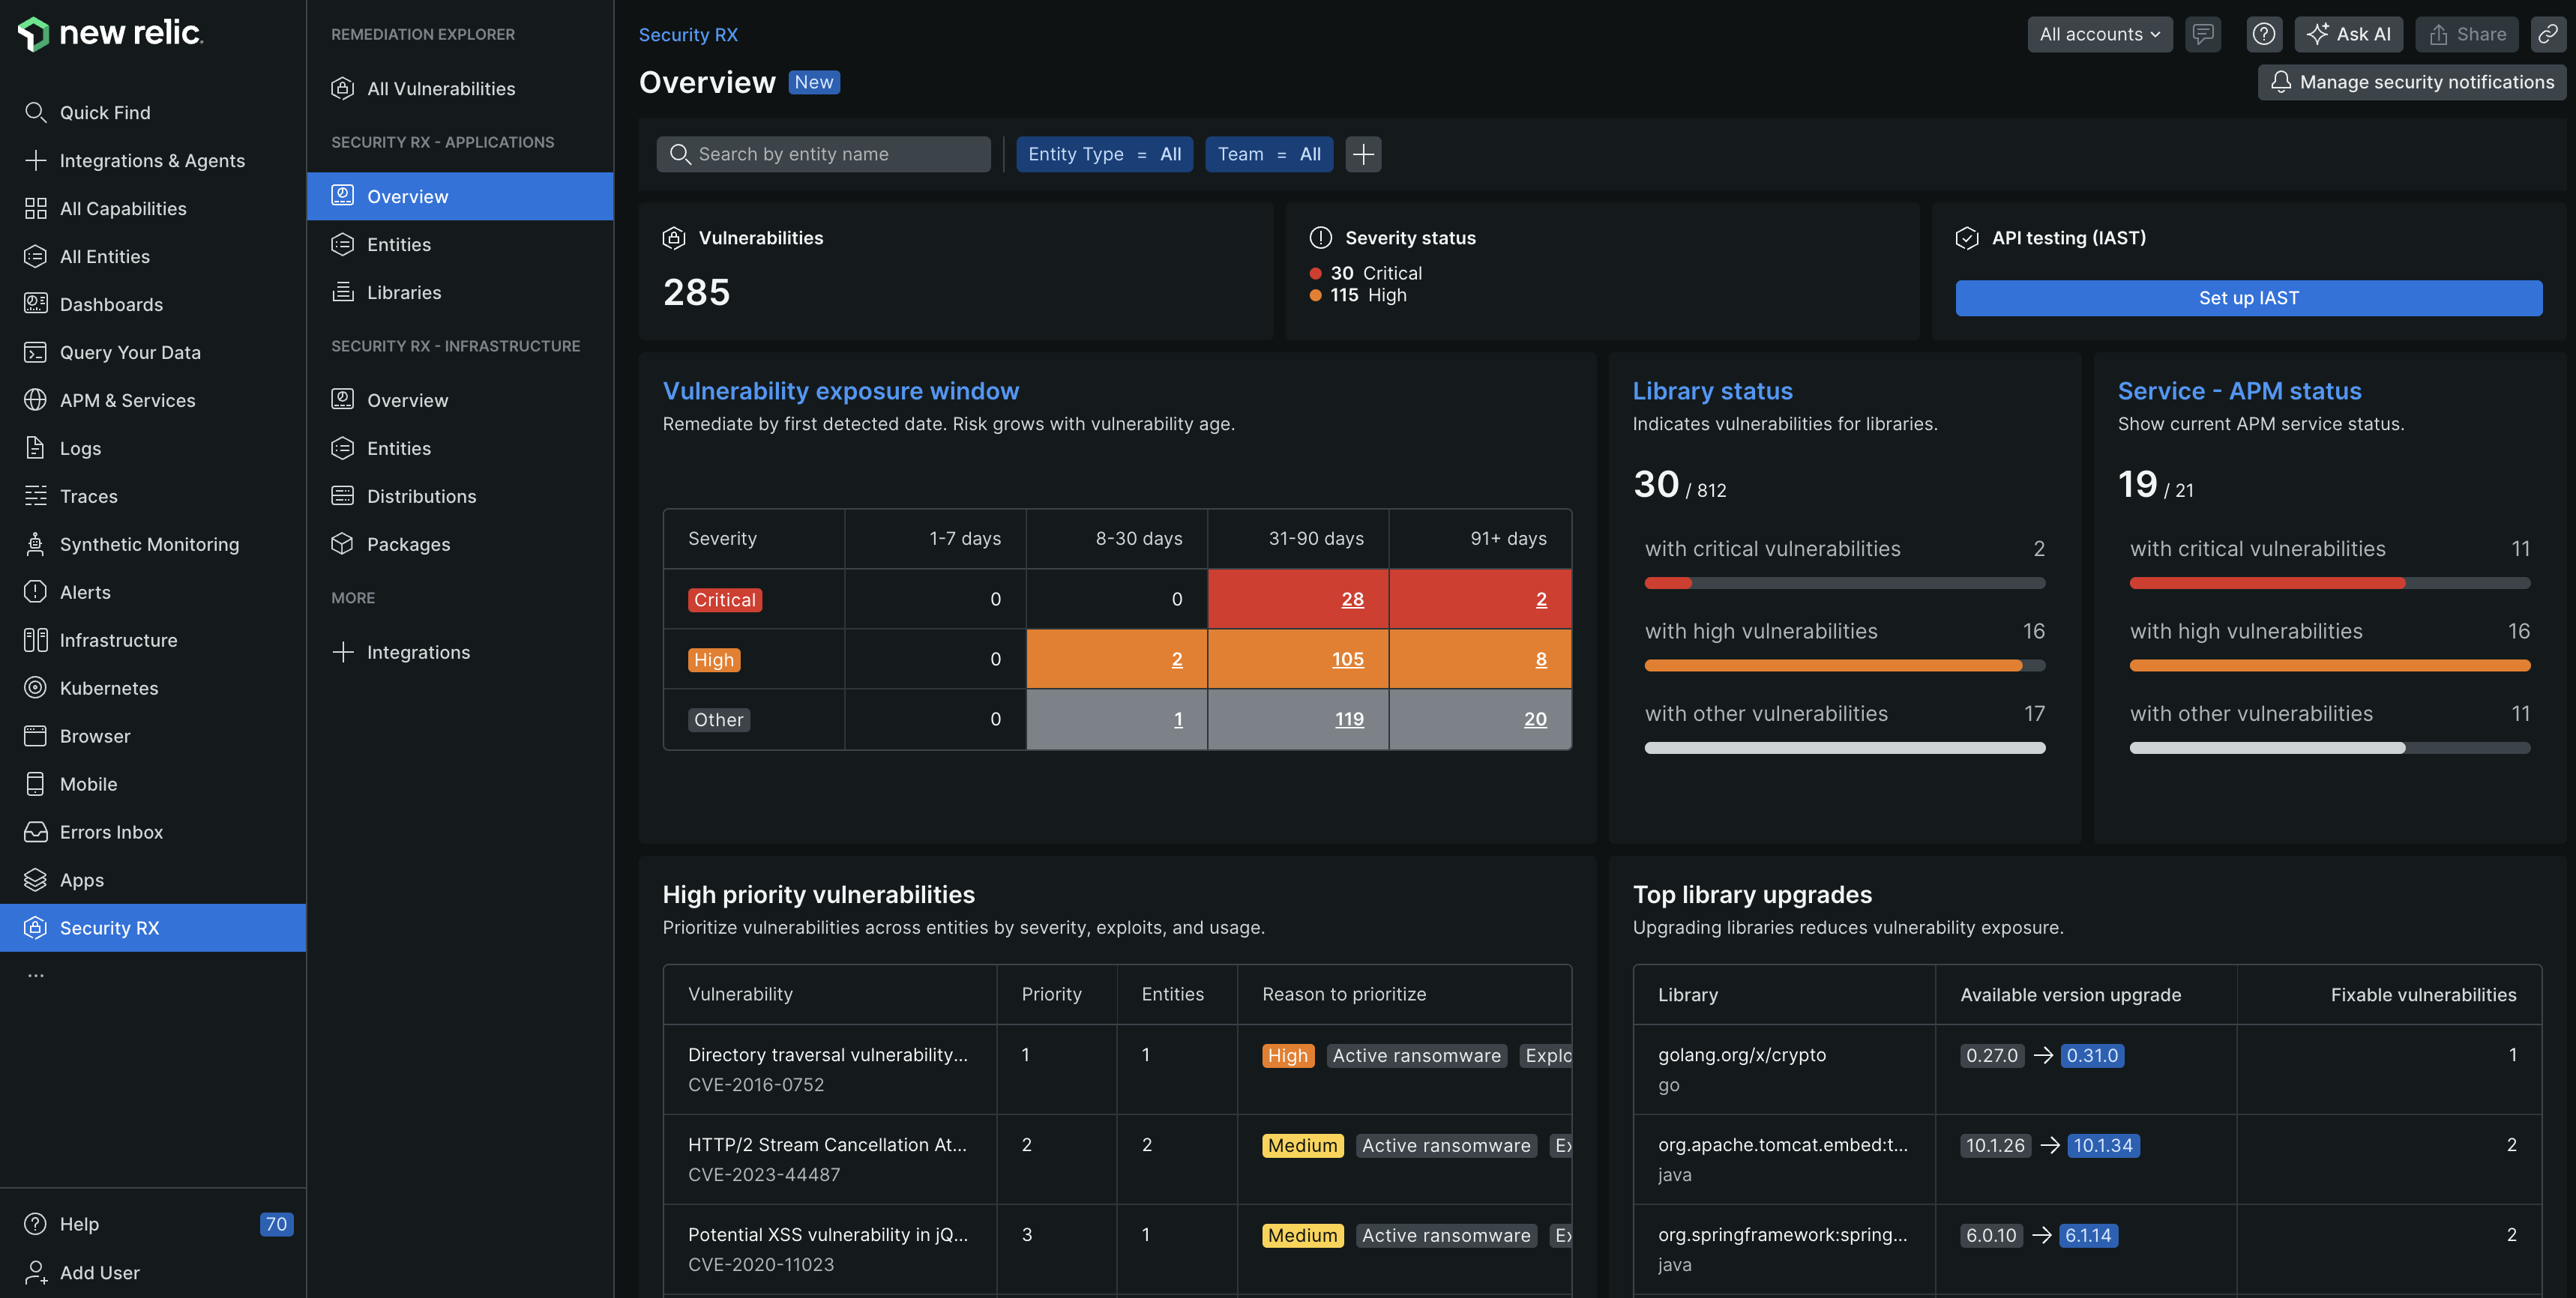 new relic.
Quick Find
Integrations & Agents
All Capabilities
All Entities
Dashboards
Query Your Data
APM & Services
Logs
Traces
Synthetic Monitoring
Alerts
Infrastructure
Kubernetes
Browser
Mobile
Errors Inbox
Apps
Security RX
...
Help 70
Add User
REMEDIATION EXPLORER
All Vulnerabilities
SECURITY RX - APPLICATIONS
Overview
Entities
Libraries
SECURITY RX - INFRASTRUCTURE
Overview
Entities
Distributions
Packages
MORE
Integrations
Security RX
All accounts
Ask AI
Share
Overview New
Manage security notifications
Search by entity name
Entity Type = All
Team = All
Vulnerabilities
285
Severity status
30 Critical
115 High
API testing (IAST)
Set up IAST
Vulnerability exposure window
Remediate by first detected date. Risk grows with vulnerability age.
Severity 1-7 days 8-30 days 31-90 days 91+ days
Critical 0 0 28 2
High 0 2 105 8
Other 0 1 119 20
Library status
Indicates vulnerabilities for libraries.
30 / 812
with critical vulnerabilities 2
with high vulnerabilities 16
with other vulnerabilities 17
Service - APM status
Show current APM service status.
19 / 21
with critical vulnerabilities 11
with high vulnerabilities 16
with other vulnerabilities 11
High priority vulnerabilities
Prioritize vulnerabilities across entities by severity, exploits, and usage.
Vulnerability Priority Entities Reason to prioritize
Directory traversal vulnerability... 1 1 High Active ransomware Explo
CVE-2016-0752
HTTP/2 Stream Cancellation At... 2 2 Medium Active ransomware Ex
CVE-2023-44487
Potential XSS vulnerability in jQ... 3 1 Medium Active ransomware Ex
CVE-2020-11023
Top library upgrades
Upgrading libraries reduces vulnerability exposure.
Library Available version upgrade Fixable vulnerabilities
golang.org/x/crypto 0.27.0 → 0.31.0 1
go
org.apache.tomcat.embed:t... 10.1.26 → 10.1.34 2
java
org.springframework:spring... 6.0.10 → 6.1.14 2
java